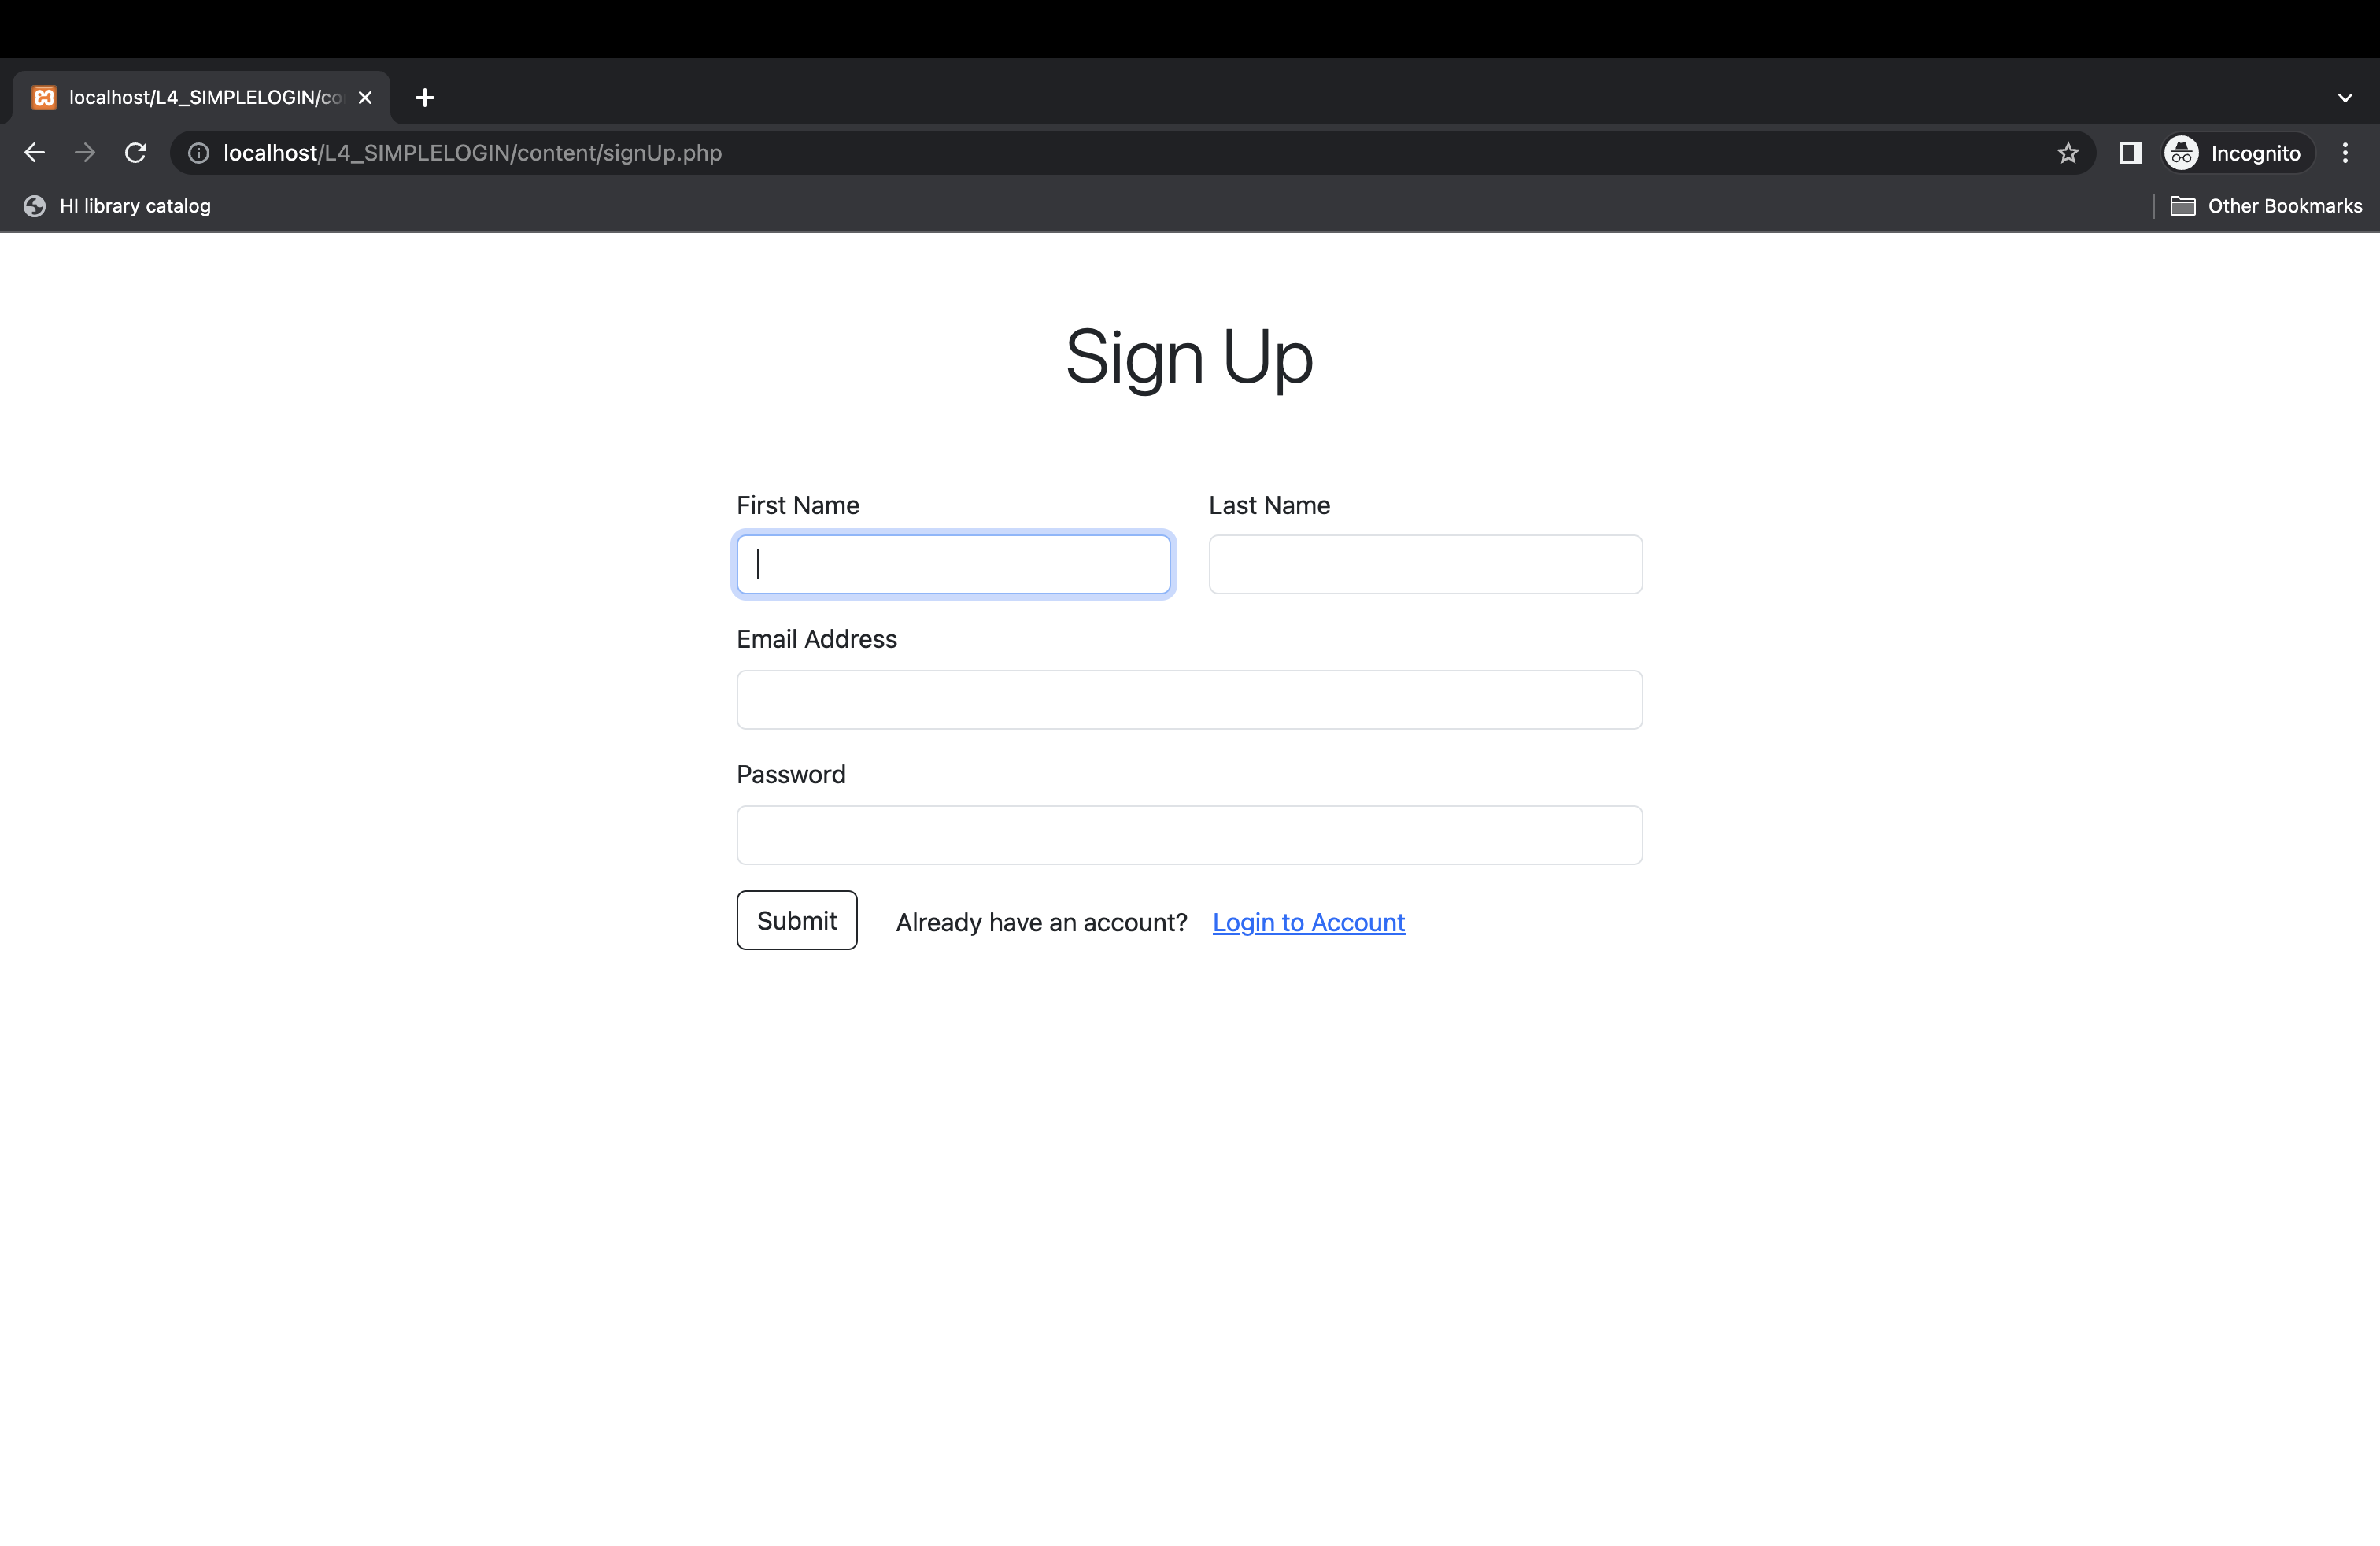 localhost/L4_SIMPLELOGIN/co
localhost/L4_SIMPLELOGIN/content/signUp.php
Incognito
HI library catalog
Other Bookmarks
Sign Up
First Name
Last Name
Email Address
Password
Submit
Already have an account? Login to Account